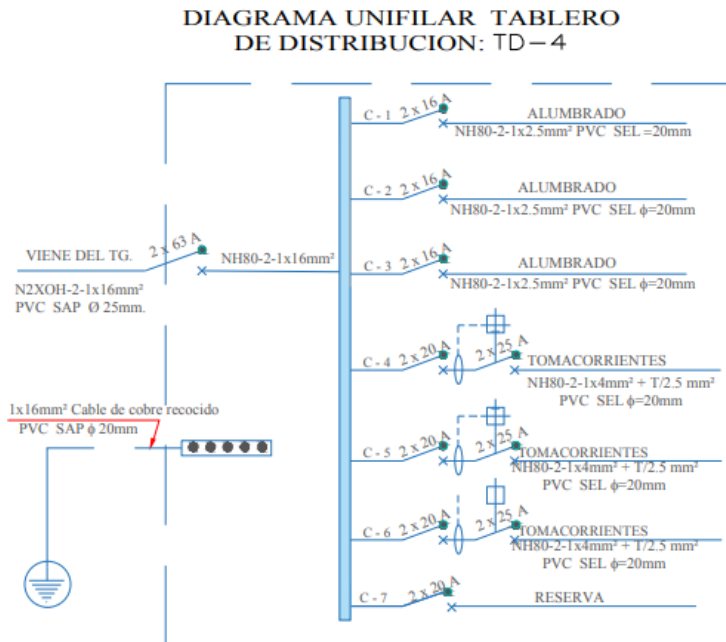 DIAGRAMA UNIFILAR TABLERO
DE DISTRIBUCION: TD-4
C-1 2 x 16 A ALUMBRADO
NH80-2-1x2.5mm² PVC SEL =20mm
C-2 2 x 16 A ALUMBRADO
NH80-2-1x2.5mm² PVC SEL ϕ=20mm
VIENE DEL TG. 2 x 63 A NH80-2-1x16mm²
N2XOH-2-1x16mm²
PVC SAP Ø 25mm.
C-3 2 x 16 A ALUMBRADO
NH80-2-1x2.5mm² PVC SEL ϕ=20mm
C-4 2 x 20 A 2 x 25 A TOMACORRIENTES
NH80-2-1x4mm² + T/2.5 mm²
PVC SEL ϕ=20mm
1x16mm² Cable de cobre recocido
PVC SAP ϕ 20mm
C-5 2 x 20 A 2 x 25 A TOMACORRIENTES
NH80-2-1x4mm² + T/2.5 mm²
PVC SEL ϕ=20mm
C-6 2 x 20 A 2 x 25 A TOMACORRIENTES
NH80-2-1x4mm² + T/2.5 mm²
PVC SEL ϕ=20mm
C-7 2 x 20 A RESERVA